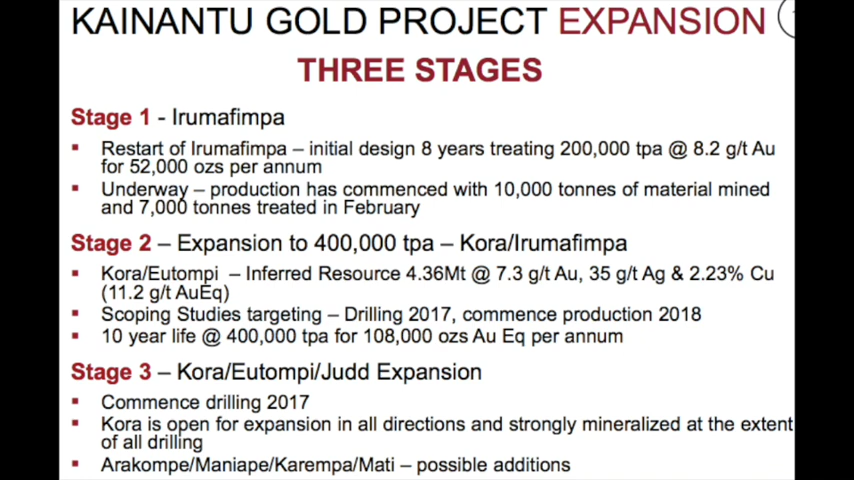 KAINANTU GOLD PROJECT EXPANSION
THREE STAGES
Stage 1 - Irumafimpa
▪ Restart of Irumafimpa – initial design 8 years treating 200,000 tpa @ 8.2 g/t Au
for 52,000 ozs per annum
▪ Underway – production has commenced with 10,000 tonnes of material mined
and 7,000 tonnes treated in February
Stage 2 – Expansion to 400,000 tpa – Kora/Irumafimpa
▪ Kora/Eutompi – Inferred Resource 4.36Mt @ 7.3 g/t Au, 35 g/t Ag & 2.23% Cu
(11.2 g/t AuEq)
▪ Scoping Studies targeting – Drilling 2017, commence production 2018
▪ 10 year life @ 400,000 tpa for 108,000 ozs Au Eq per annum
Stage 3 – Kora/Eutompi/Judd Expansion
▪ Commence drilling 2017
▪ Kora is open for expansion in all directions and strongly mineralized at the extent
of all drilling
▪ Arakompe/Maniape/Karempa/Mati – possible additions